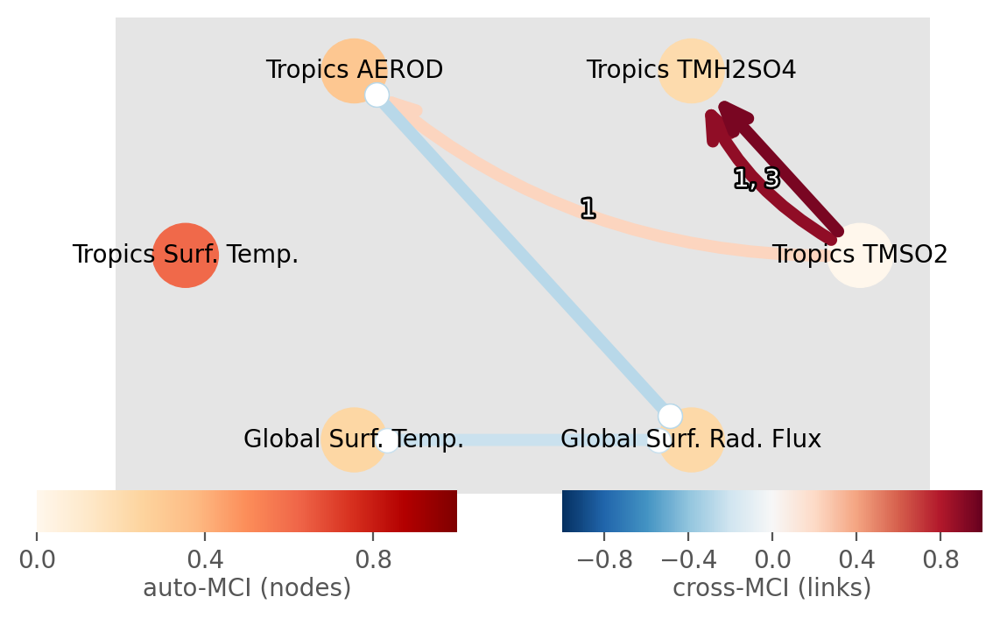 Tropics AEROD
Tropics TMH2SO4
1, 3
1
Tropics Surf. Temp.
Tropics TMSO2
Global Surf. Temp.
Global Surf. Rad. Flux
0.0 0.4 0.8
auto-MCI (nodes)
−0.8 −0.4 0.0 0.4 0.8
cross-MCI (links)